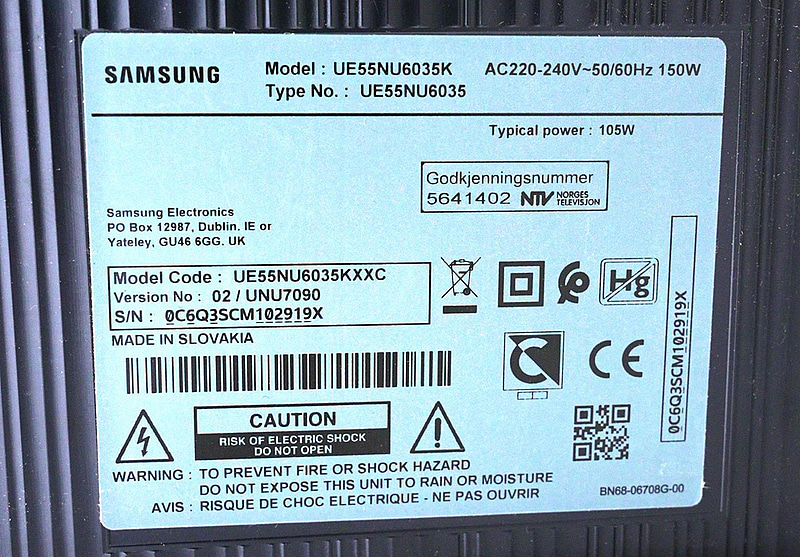 SAMSUNG
Model : UE55NU6035K AC220-240V~50/60Hz 150W
Type No. : UE55NU6035
Typical power : 105W
Godkjenningsnummer
5641402 NTV NORGES TELEVISJON
Samsung Electronics
PO Box 12987, Dublin. IE or
Yateley, GU46 6GG. UK
Model Code : UE55NU6035KXXC
Version No : 02 / UNU7090
S/N : 0C6Q3SCM102919X
MADE IN SLOVAKIA
Hg
C
CE
0C6Q3SCM102919X
CAUTION
RISK OF ELECTRIC SHOCK
DO NOT OPEN
WARNING : TO PREVENT FIRE OR SHOCK HAZARD
DO NOT EXPOSE THIS UNIT TO RAIN OR MOISTURE
AVIS : RISQUE DE CHOC ELECTRIQUE - NE PAS OUVRIR
BN68-06708G-00